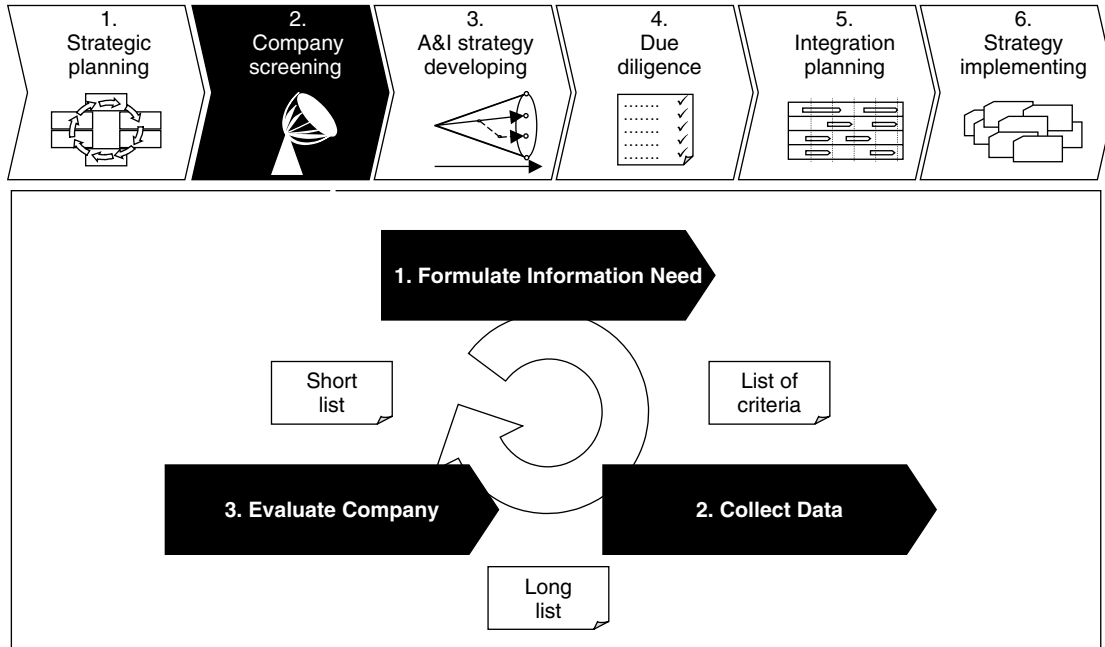 1.
Strategic
planning
2.
Company
screening
3.
A&I strategy
developing
4.
Due
diligence
5.
Integration
planning
6.
Strategy
implementing
1. Formulate Information Need
Short
list
List of
criteria
3. Evaluate Company
2. Collect Data
Long
list